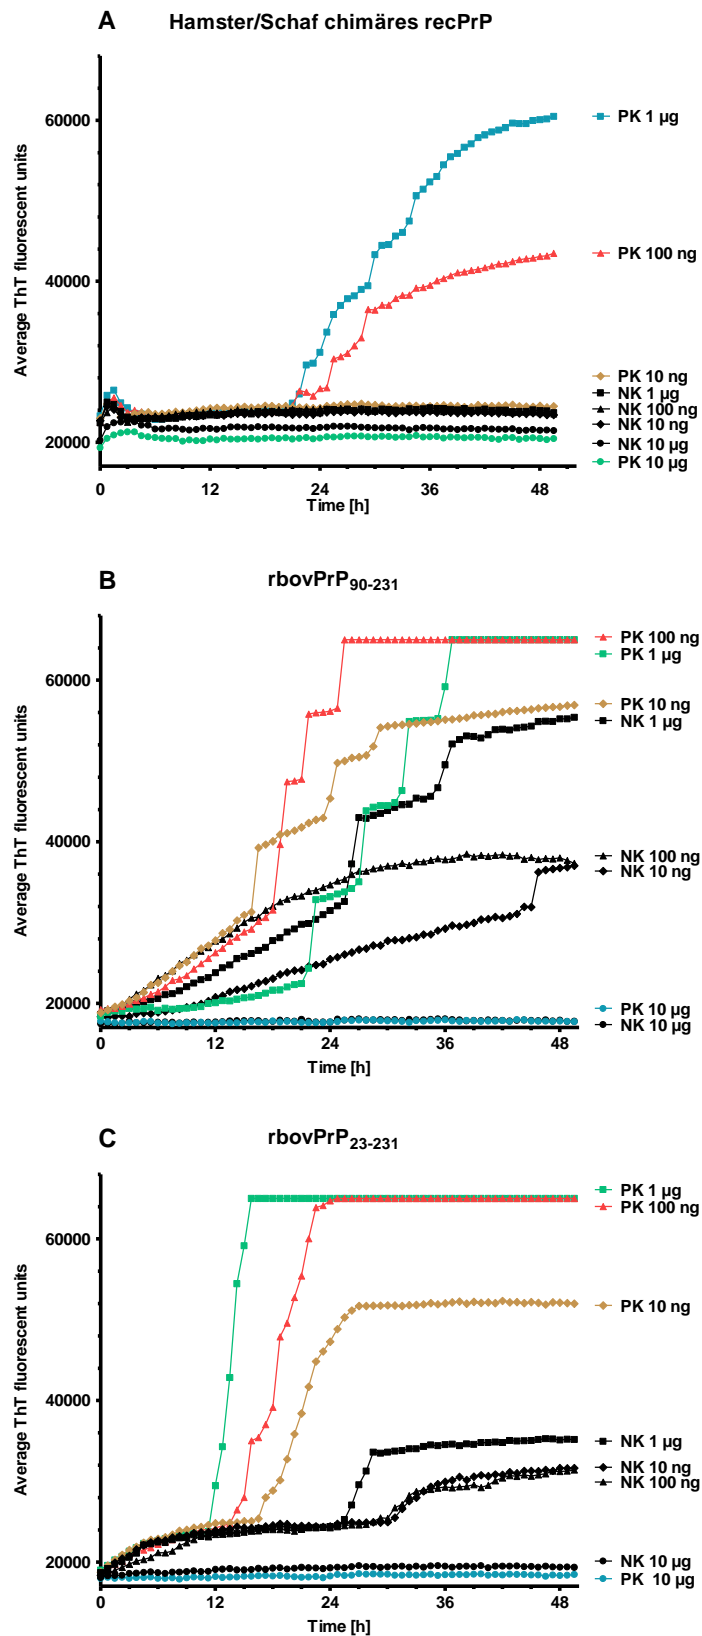 A Hamster/Schaf chimäres recPrP
Average ThT fluorescent units
60000
40000
20000
0 12 24 36 48
Time [h]
PK 1 µg
PK 100 ng
PK 10 ng
NK 1 µg
NK 100 ng
NK 10 ng
NK 10 µg
PK 10 µg
B rbovPrP90-231
Average ThT fluorescent units
60000
40000
20000
0 12 24 36 48
Time [h]
PK 100 ng
PK 1 µg
PK 10 ng
NK 1 µg
NK 100 ng
NK 10 ng
PK 10 µg
NK 10 µg
C rbovPrP23-231
Average ThT fluorescent units
60000
40000
20000
0 12 24 36 48
Time [h]
PK 1 µg
PK 100 ng
PK 10 ng
NK 1 µg
NK 10 ng
NK 100 ng
NK 10 µg
PK 10 µg